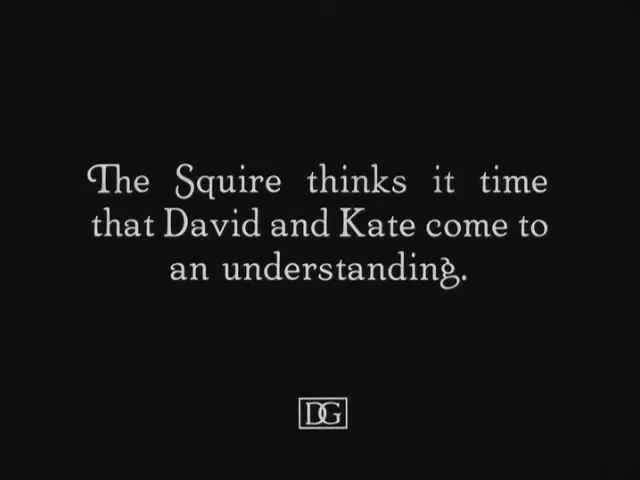 The Squire thinks it time
that David and Kate come to
an understanding.
DG